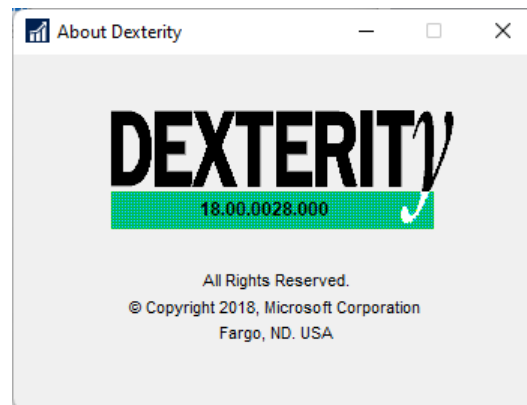 About Dexterity
DEXTERITy
18.00.0028.000
All Rights Reserved.
© Copyright 2018, Microsoft Corporation
Fargo, ND. USA